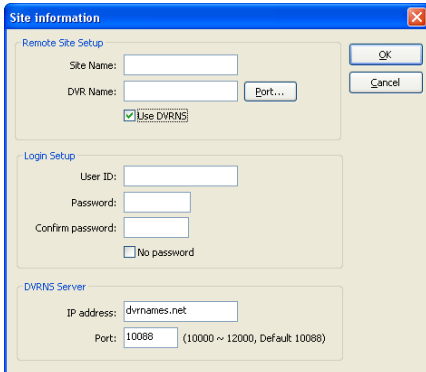 Site information
Remote Site Setup
Site Name:
DVR Name:
Port...
Use DVRNS
OK
Cancel
Login Setup
User ID:
Password:
Confirm password:
No password
DVRNS Server
IP address: dvrnames.net
Port: 10088 (10000 ~ 12000, Default 10088)